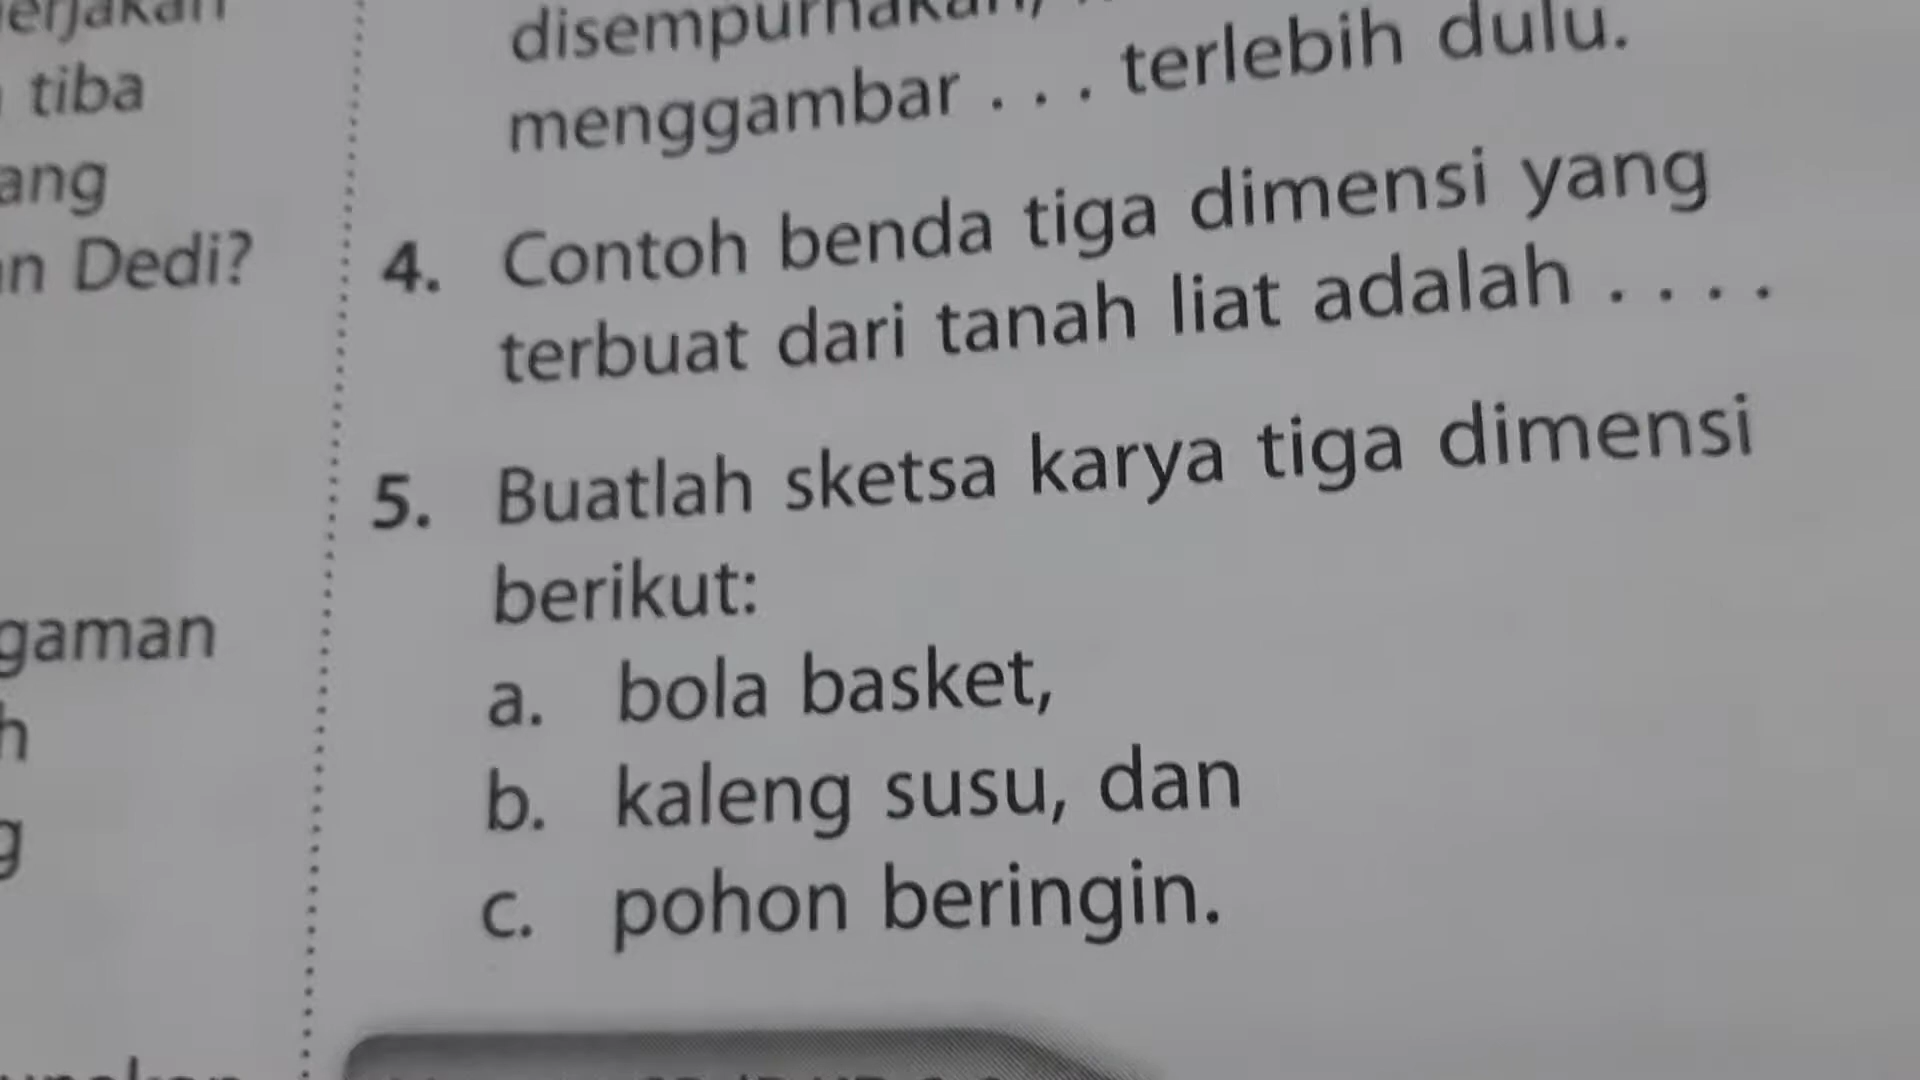 tiba
ang
Dedi?
gaman
menggambar . . . terlebih dulu.
4. Contoh benda tiga dimensi yang
terbuat dari tanah liat adalah . . . .
5. Buatlah sketsa karya tiga dimensi
berikut:
a. bola basket,
b. kaleng susu, dan
c. pohon beringin.